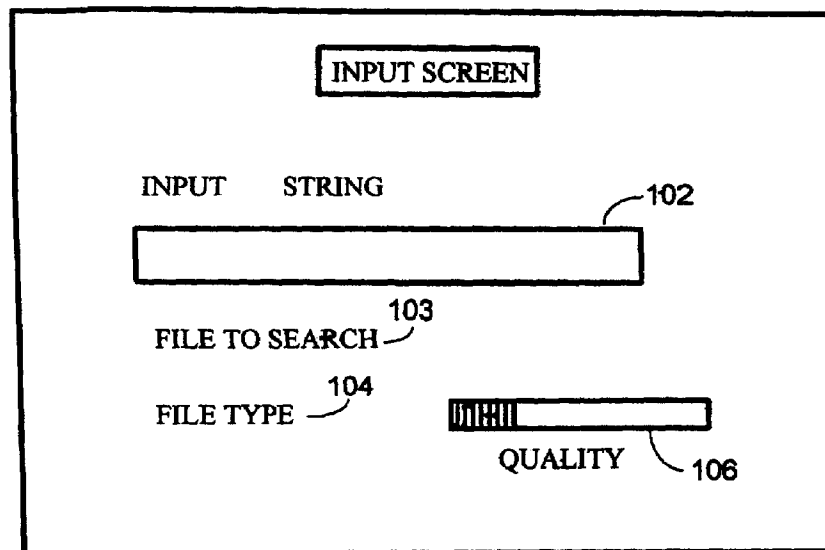 INPUT SCREEN
INPUT STRING
102
103
FILE TO SEARCH
104
FILE TYPE
QUALITY
106